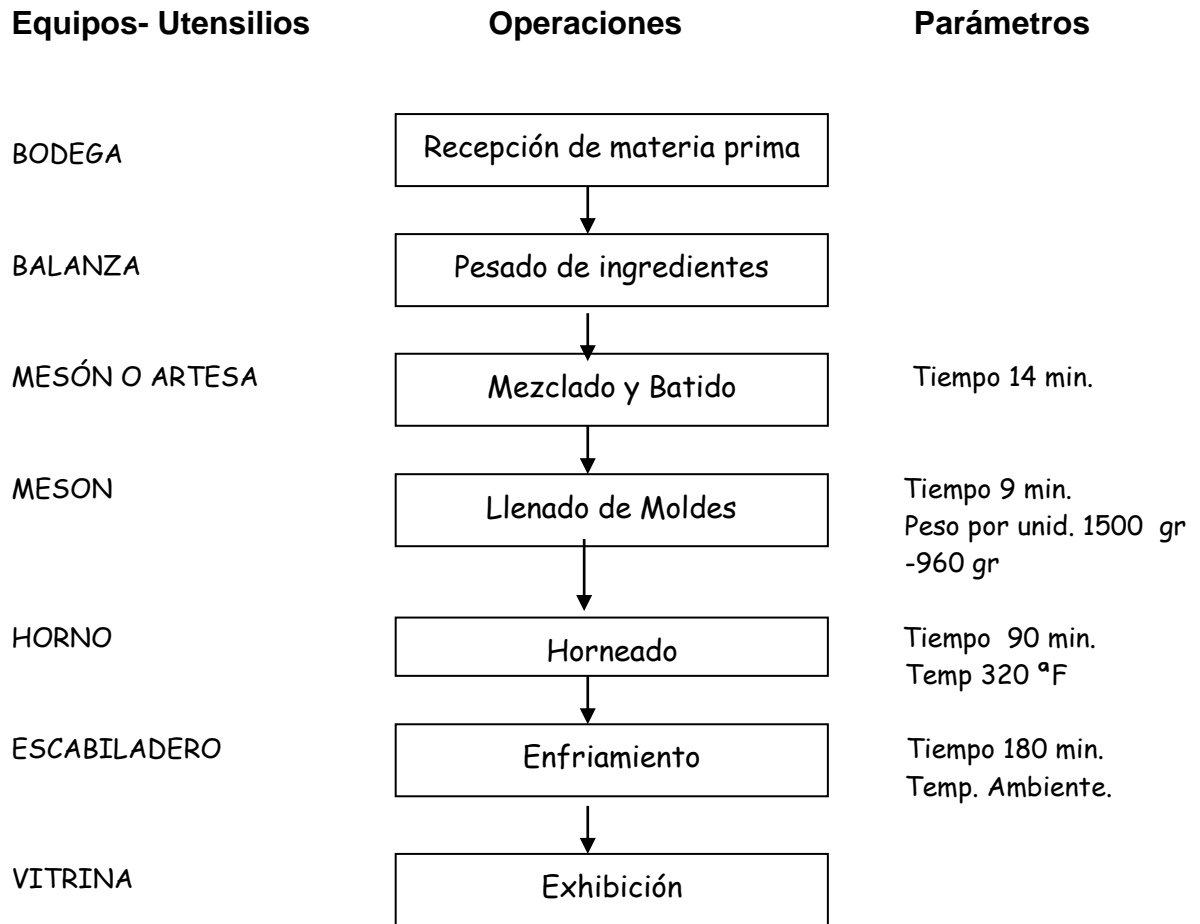 Equipos- Utensilios Operaciones Parámetros
BODEGA Recepción de materia prima
BALANZA Pesado de ingredientes
MESÓN O ARTESA Mezclado y Batido Tiempo 14 min.
MESON Llenado de Moldes Tiempo 9 min.
Peso por unid. 1500 gr
-960 gr
HORNO Horneado Tiempo 90 min.
Temp 320 ªF
ESCABILADERO Enfriamiento Tiempo 180 min.
Temp. Ambiente.
VITRINA Exhibición